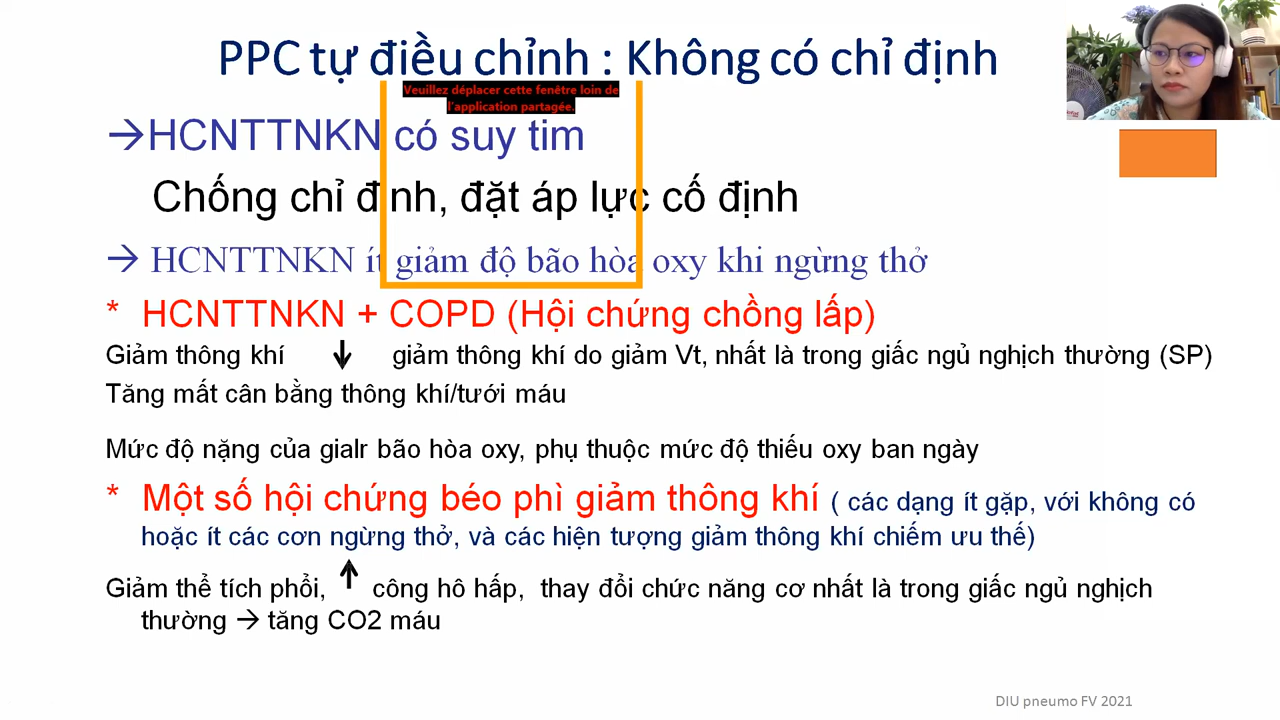 PPC tự điều chỉnh : Không có chỉ định
Veuillez déplacer cette fenêtre loin de
l'application partagée.
→HCNTTNKN có suy tim
Chống chỉ định, đặt áp lực cố định
→ HCNTTNKN ít giảm độ bão hòa oxy khi ngừng thở
* HCNTTNKN + COPD (Hội chứng chồng lấp)
Giảm thông khí ↓ giảm thông khí do giảm Vt, nhất là trong giấc ngủ nghịch thường (SP)
Tăng mất cân bằng thông khí/tưới máu
Mức độ nặng của gialr bão hòa oxy, phụ thuộc mức độ thiếu oxy ban ngày
* Một số hội chứng béo phì giảm thông khí ( các dạng ít gặp, với không có
hoặc ít các cơn ngừng thở, và các hiện tượng giảm thông khí chiếm ưu thế)
Giảm thể tích phổi, ↑ công hô hấp, thay đổi chức năng cơ nhất là trong giấc ngủ nghịch
thường → tăng CO2 máu
DIU pneumo FV 2021